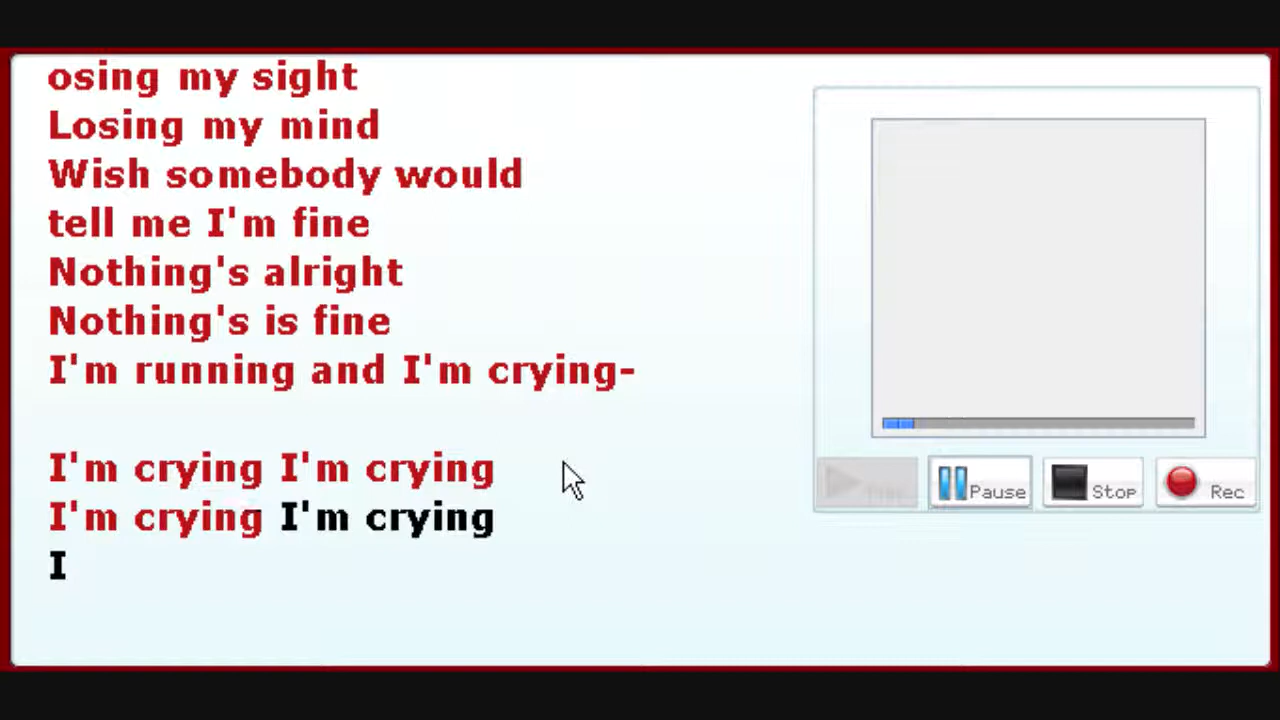 osing my sight
Losing my mind
Wish somebody would
tell me I'm fine
Nothing's alright
Nothing's is fine
I'm running and I'm crying-
I'm crying I'm crying
I'm crying I'm crying
I
Pause
Stop
Rec